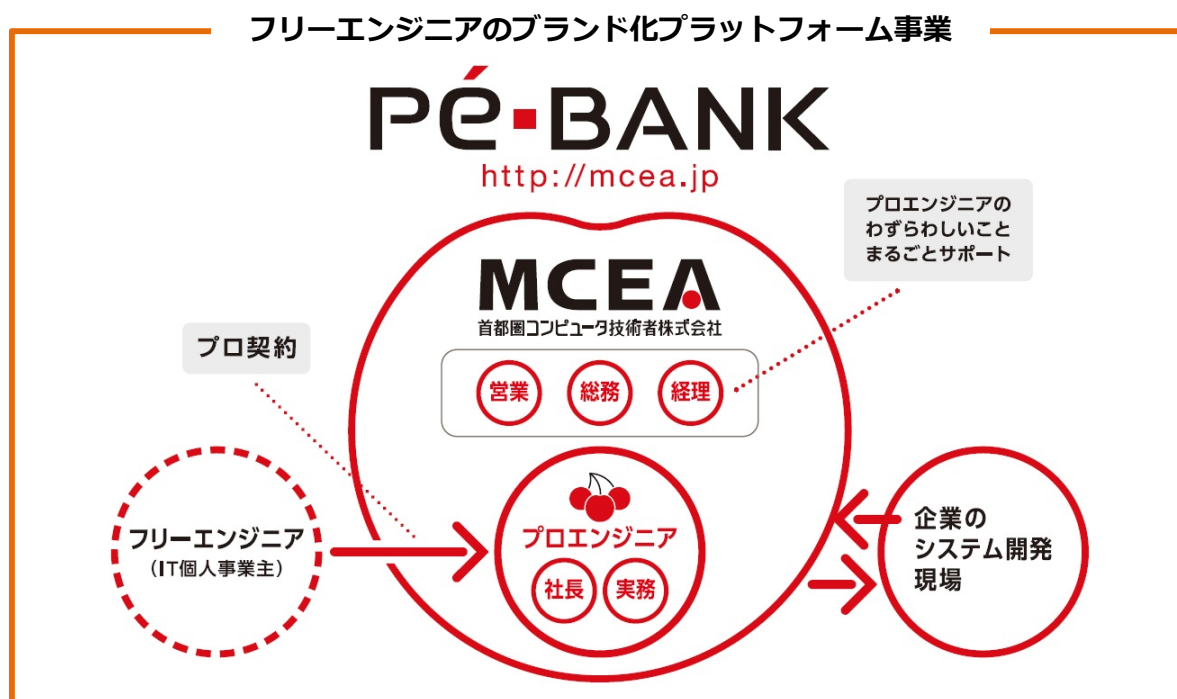 フリーエンジニアのブランド化プラットフォーム事業
Pé-BANK
http://mcea.jp
プロエンジニアの
わずらわしいこと
まるごとサポート
MCEA
首都圏コンピュータ技術者株式会社
プロ契約
営業 総務 経理
フリーエンジニア
（IT個人事業主）
プロエンジニア
社長 実務
企業の
システム開発
現場